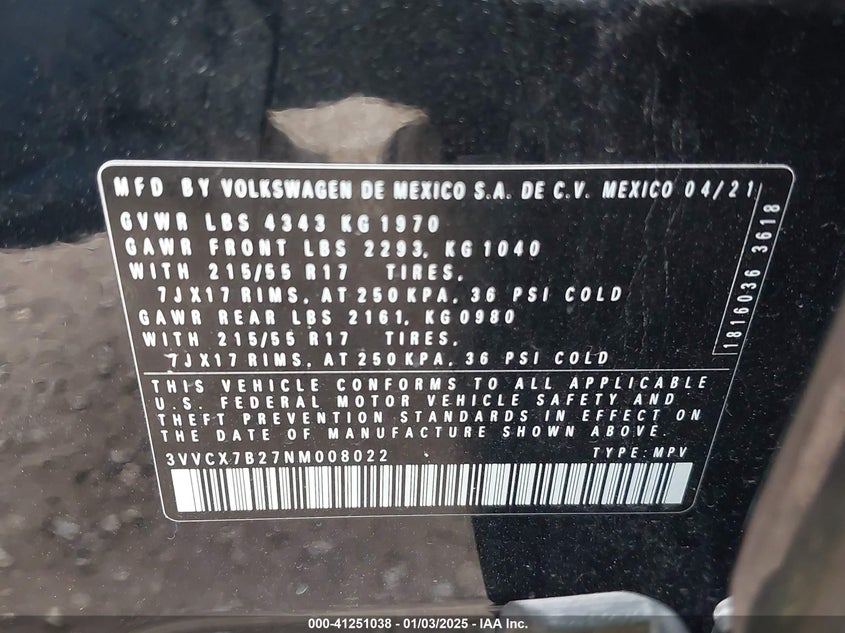 MFD BY VOLKSWAGEN DE MEXICO S.A. DE C.V. MEXICO 04/21
GVWR LBS 4343 KG 1970
GAWR FRONT LBS 2293, KG 1040
WITH 215/55 R17 TIRES,
7JX17 RIMS, AT 250 KPA, 36 PSI COLD
GAWR REAR LBS 2161, KG 0980
WITH 215/55 R17 TIRES,
7JX17 RIMS, AT 250 KPA, 36 PSI COLD
1816036 3618
THIS VEHICLE CONFORMS TO ALL APPLICABLE
U.S. FEDERAL MOTOR VEHICLE SAFETY AND
THEFT PREVENTION STANDARDS IN EFFECT ON
THE DATE OF MANUFACTURE SHOWN ABOVE.
3VVCX7B27NM008022 TYPE: MPV
000-41251038 - 01/03/2025 - IAA Inc.